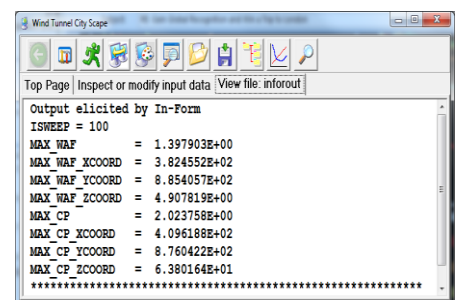 Wind Tunnel City Scape
Top Page Inspect or modify input data View file: inforout
Output elicited by In-Form
ISWEEP = 100
MAX_WAF = 1.397903E+00
MAX_WAF_XCOORD = 3.824552E+02
MAX_WAF_YCOORD = 8.854057E+02
MAX_WAF_ZCOORD = 4.907819E+00
MAX_CP = 2.023758E+00
MAX_CP_XCOORD = 4.096188E+02
MAX_CP_YCOORD = 8.760422E+02
MAX_CP_ZCOORD = 6.380164E+01
************************************************************